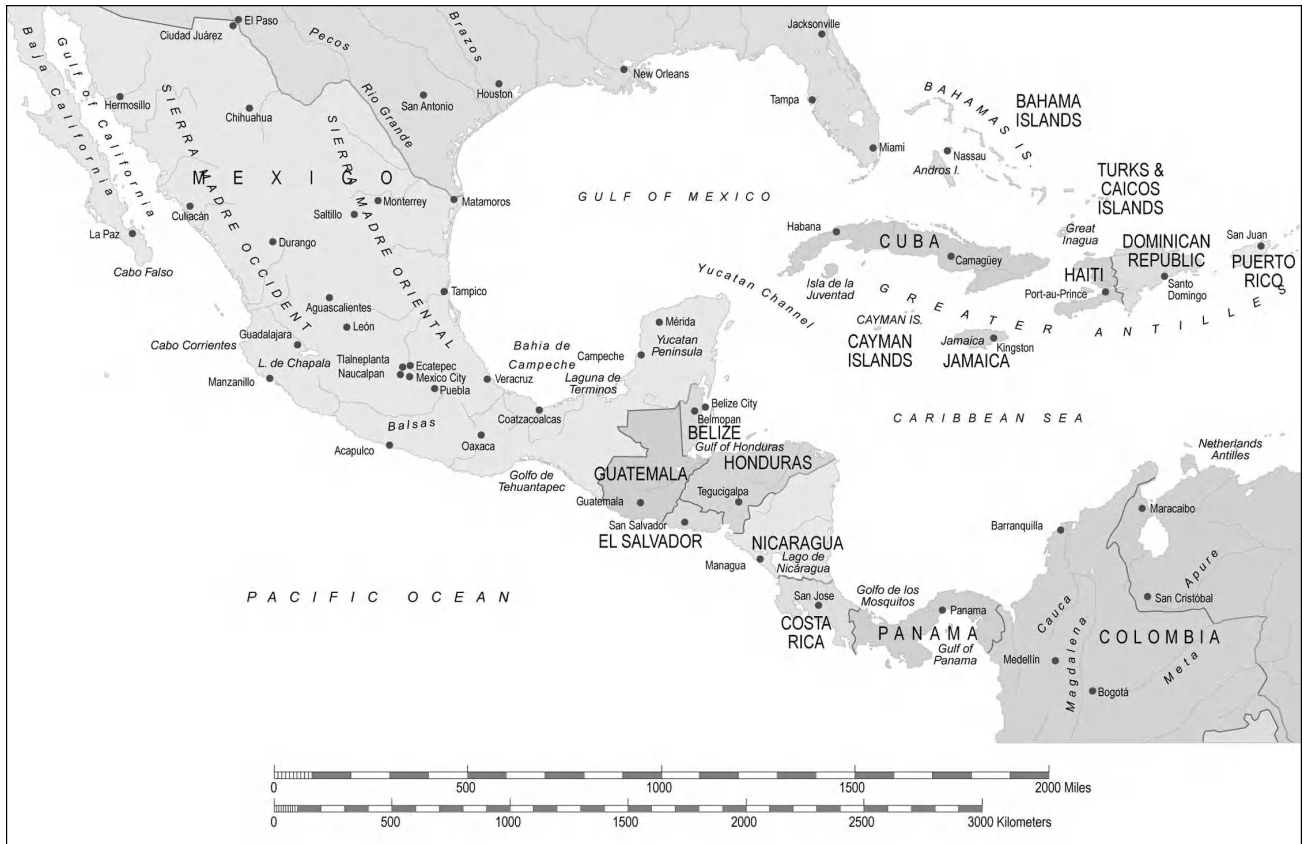 El Paso
Ciudad Juárez
Jacksonville
Baja California
Gulf of California
Pecos
Brazos
New Orleans
Hermosillo
Chihuahua
San Antonio
Houston
Rio Grande
Tampa
BAHAMAS IS.
BAHAMA
ISLANDS
SIERRA MADRE OCCIDENT
SIERRA MADRE ORIENTAL
Miami
Nassau
Andros I.
MEXICO
TURKS &
CAICOS
ISLANDS
Culiacán
Monterrey
Saltillo
Matamoros
GULF OF MEXICO
La Paz
Durango
Cabo Falso
Habana
CUBA
Camagüey
Great
Inagua
DOMINICAN
REPUBLIC
San Juan
PUERTO
RICO
HAITI
Port-au-Prince
Santo
Domingo
Yucatan Channel
Isla de la
Juventad
GREATER ANTILLES
Aguascalientes
Tampico
León
Guadalajara
Cabo Corrientes
L. de Chapala
CAYMAN IS.
CAYMAN
ISLANDS
Jamaica
Kingston
JAMAICA
Mérida
Yucatan
Peninsula
Bahia de
Campeche
Campeche
Laguna de
Terminos
Tlalneplanta
Naucalpan
Ecatepec
Mexico City
Puebla
Veracruz
Manzanillo
Coatzacoalcas
Balsas
Acapulco
Oaxaca
Belize City
Belmopan
BELIZE
Gulf of Honduras
CARIBBEAN SEA
Golfo de
Tehuantapec
GUATEMALA
HONDURAS
Guatemala
Tegucigalpa
San Salvador
EL SALVADOR
Netherlands
Antilles
Maracaibo
Barranquilla
NICARAGUA
Lago de
Nicáragua
Managua
PACIFIC OCEAN
San Jose
COSTA
RICA
Golfo de los
Mosquitos
Panama
PANAMA
Gulf of
Panama
Apure
San Cristóbal
Cauca
Magdalena
COLOMBIA
Medellín
Meta
Bogotá
0 500 1000 1500 2000 Miles
0 500 1000 1500 2000 2500 3000 Kilometers